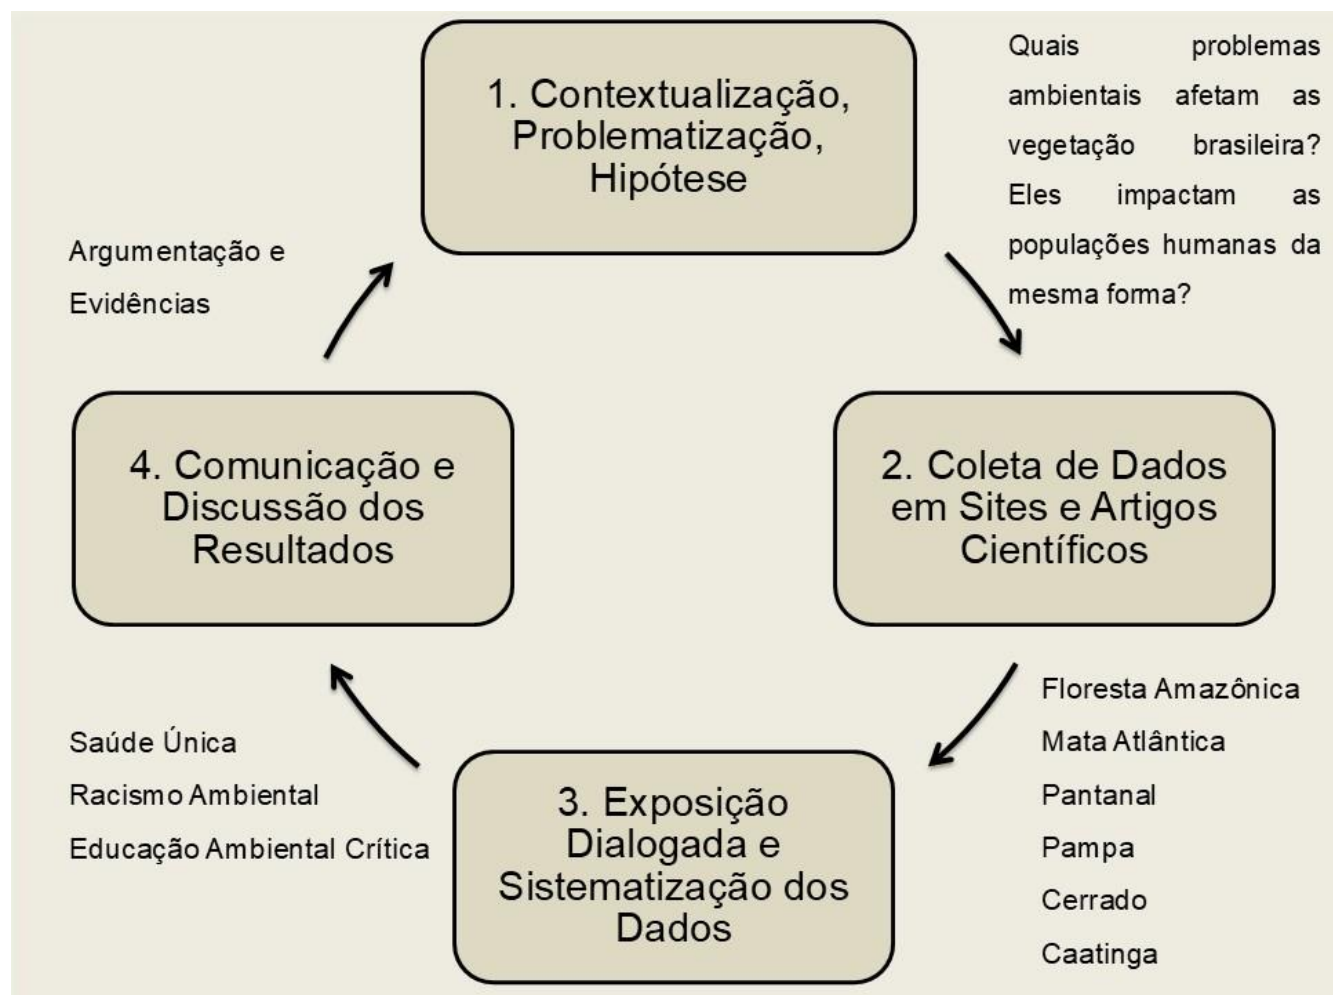 1. Contextualização,
Problematização,
Hipótese
Quais problemas
ambientais afetam as
vegetação brasileira?
Eles impactam as
populações humanas da
mesma forma?
2. Coleta de Dados
em Sites e Artigos
Científicos
Floresta Amazônica
Mata Atlântica
Pantanal
Pampa
Cerrado
Caatinga
3. Exposição
Dialogada e
Sistematização dos
Dados
Saúde Única
Racismo Ambiental
Educação Ambiental Crítica
4. Comunicação e
Discussão dos
Resultados
Argumentação e
Evidências